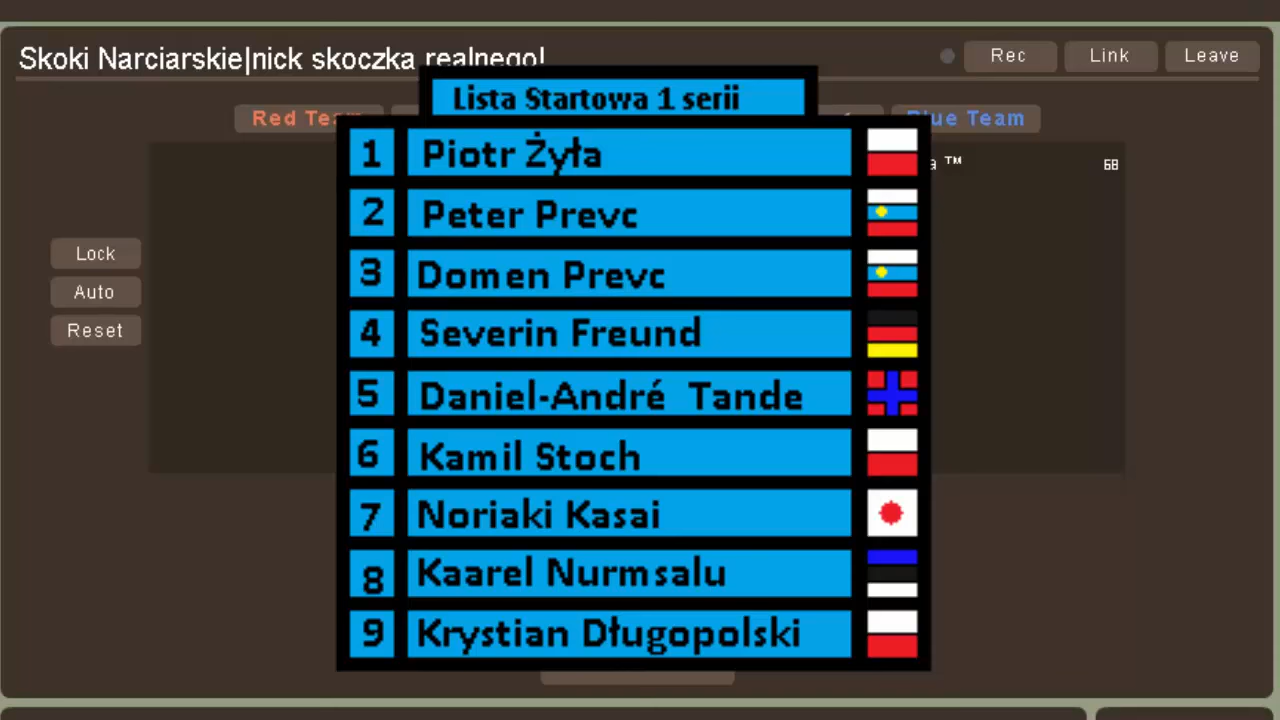 Skoki Narciarskie|nick skoczka realnego!
Rec
Link
Leave
Lista Startowa 1 serii
Red Team
Blue Team
1 Piotr Żyła
™ 68
2 Peter Prevc
Lock
3 Domen Prevc
Auto
4 Severin Freund
Reset
5 Daniel-André Tande
6 Kamil Stoch
7 Noriaki Kasai
8 Kaarel Nurmsalu
9 Krystian Długopolski